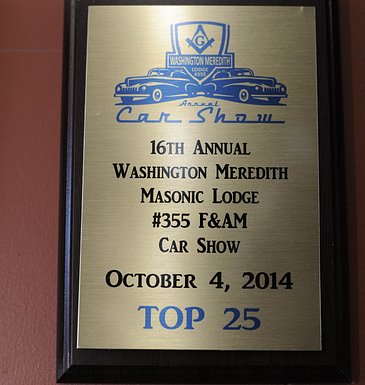 G
WASHINGTON MEREDITH
LODGE
#355
Annual
Car Show
16TH ANNUAL
WASHINGTON MEREDITH
MASONIC LODGE
#355 F&AM
CAR SHOW
OCTOBER 4, 2014
TOP 25